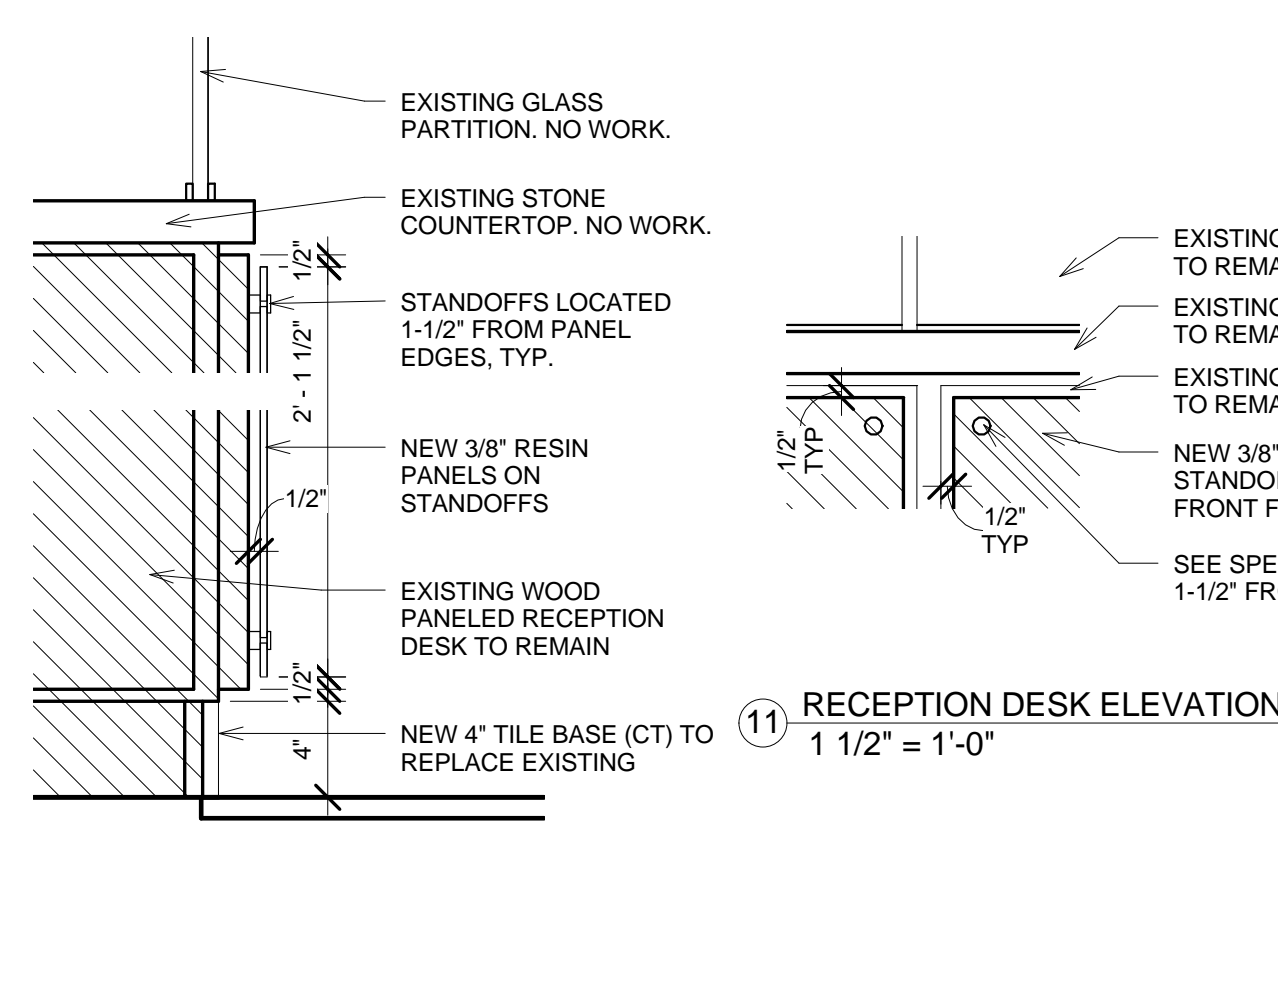 EXISTING GLASS
PARTITION. NO WORK.
EXISTING STONE
COUNTERTOP. NO WORK.
1/2"
STANDOFFS LOCATED
1-1/2" FROM PANEL
EDGES, TYP.
2' - 1 1/2"
NEW 3/8" RESIN
PANELS ON
STANDOFFS
1/2"
EXISTING WOOD
PANELED RECEPTION
DESK TO REMAIN
1/2"
NEW 4" TILE BASE (CT) TO
REPLACE EXISTING
4"
EXISTING
TO REMA
EXISTING
TO REMA
EXISTING
TO REMA
NEW 3/8"
STANDO
FRONT F
SEE SPE
1-1/2" FR
1/2"
TYP
1/2"
TYP
11
RECEPTION DESK ELEVATION
1 1/2" = 1'-0"